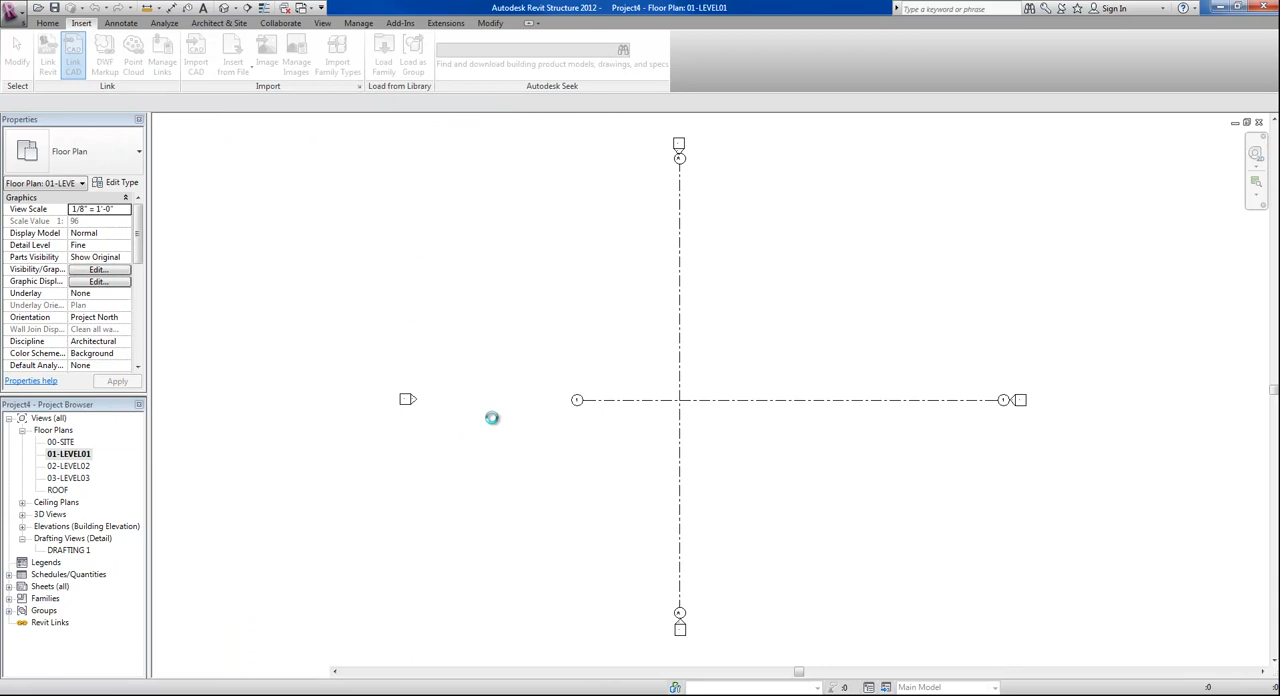 Autodesk Revit Structure 2012 - Project4 - Floor Plan: 01-LEVEL01
Type a keyword or phrase
Sign In
Home Insert Annotate Analyze Architect & Site Collaborate View Manage Add-Ins Extensions Modify
Modify
Link Revit
Link CAD
DWF Markup
Point Cloud
Manage Links
Import CAD
Insert from File
Image
Manage Images
Import Family Types
Load Family
Load as Group
Find and download building product models, drawings, and specs
Select Link Import Load from Library Autodesk Seek
Properties
Floor Plan
Floor Plan: 01-LEVE Edit Type
Graphics
View Scale 1/8" = 1'-0"
Scale Value 1: 96
Display Model Normal
Detail Level Fine
Parts Visibility Show Original
Visibility/Grap... Edit...
Graphic Displ... Edit...
Underlay None
Underlay Orie... Plan
Orientation Project North
Wall Join Disp... Clean all wa...
Discipline Architectural
Color Scheme... Background
Default Analy... None
Properties help Apply
Project4 - Project Browser
Views (all)
Floor Plans
00-SITE
01-LEVEL01
02-LEVEL02
03-LEVEL03
ROOF
Ceiling Plans
3D Views
Elevations (Building Elevation)
Drafting Views (Detail)
DRAFTING 1
Legends
Schedules/Quantities
Sheets (all)
Families
Groups
Revit Links
:0 Main Model :0 :0